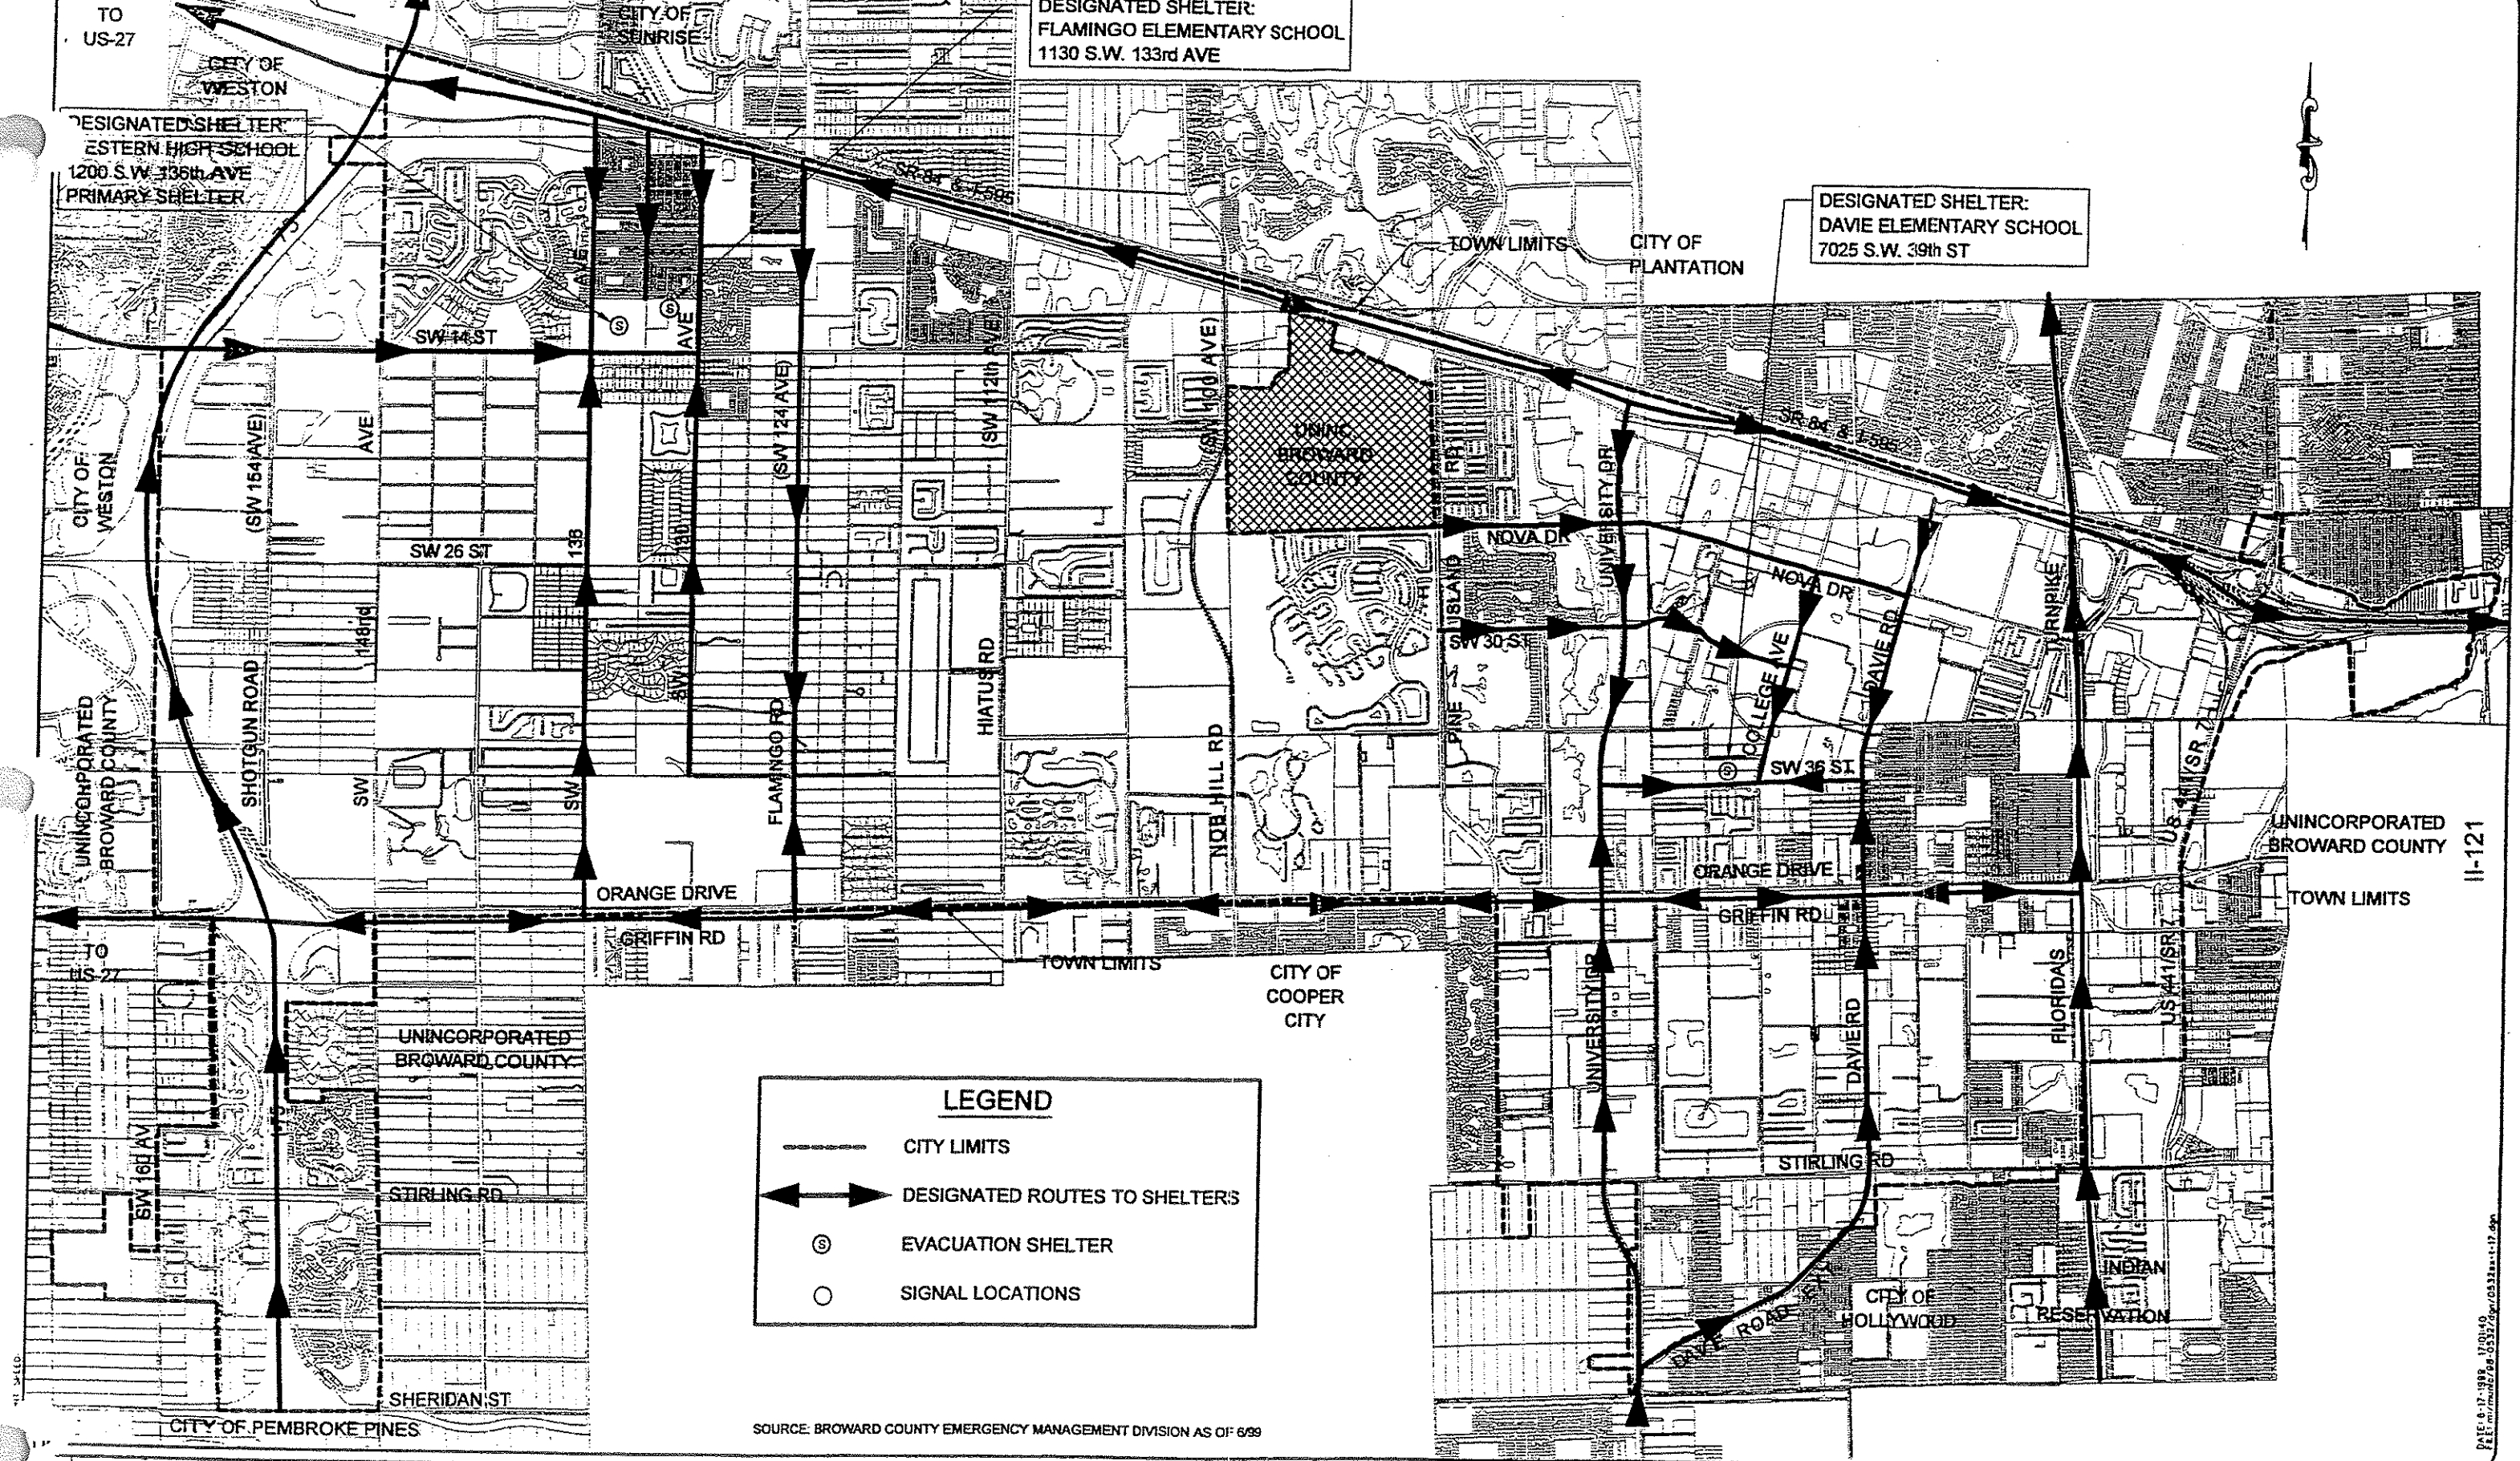 TO
US-27
CITY OF
SUNRISE
DESIGNATED SHELTER:
FLAMINGO ELEMENTARY SCHOOL
1130 S.W. 133rd AVE
CITY OF
WESTON
DESIGNATED SHELTER:
ESTERN HIGH SCHOOL
1200 S.W. 136th AVE
PRIMARY SHELTER
SR 84 & I-595
DESIGNATED SHELTER:
DAVIE ELEMENTARY SCHOOL
7025 S.W. 39th ST
TOWN LIMITS
CITY OF
PLANTATION
AVE
AVE
SW 14 ST
(SW 154 AVE)
AVE
(SW 124 AVE)
(SW 112th AVE)
100 AVE)
UNINC.
BROWARD
COUNTY
RD
UNIVERSITY DR
SR 84 & I-595
CITY OF
WESTON
SW 26 ST
136
130
NOVA DR
NOVA DR
ISLAND
SW 30 ST
TURNPIKE
148rd
SW
HIATUS RD
COLLEGE AVE
DAVIE RD
UNINCORPORATED
BROWARD COUNTY
SHOTGUN ROAD
SW
SW
FLAMINGO RD
NOB HILL RD
PINE
SW 36 ST
US 441/SR 7
UNINCORPORATED
BROWARD COUNTY
II-121
ORANGE DRIVE
ORANGE DRIVE
GRIFFIN RD
GRIFFIN RD
TOWN LIMITS
TO
US-27
TOWN LIMITS
CITY OF
COOPER
CITY
UNIVERSITY DR
DAVIE RD
FLORIDA'S
US 441/SR7
UNINCORPORATED
BROWARD COUNTY
I-75
SW 160 AV
STIRLING RD
STIRLING RD
LEGEND
CITY LIMITS
DESIGNATED ROUTES TO SHELTERS
S
EVACUATION SHELTER
SIGNAL LOCATIONS
DAVIE ROAD EXT
CITY OF
HOLLYWOOD
INDIAN
RESERVATION
SHERIDAN ST
CITY OF PEMBROKE PINES
SOURCE: BROWARD COUNTY EMERGENCY MANAGEMENT DIVISION AS OF 6/99